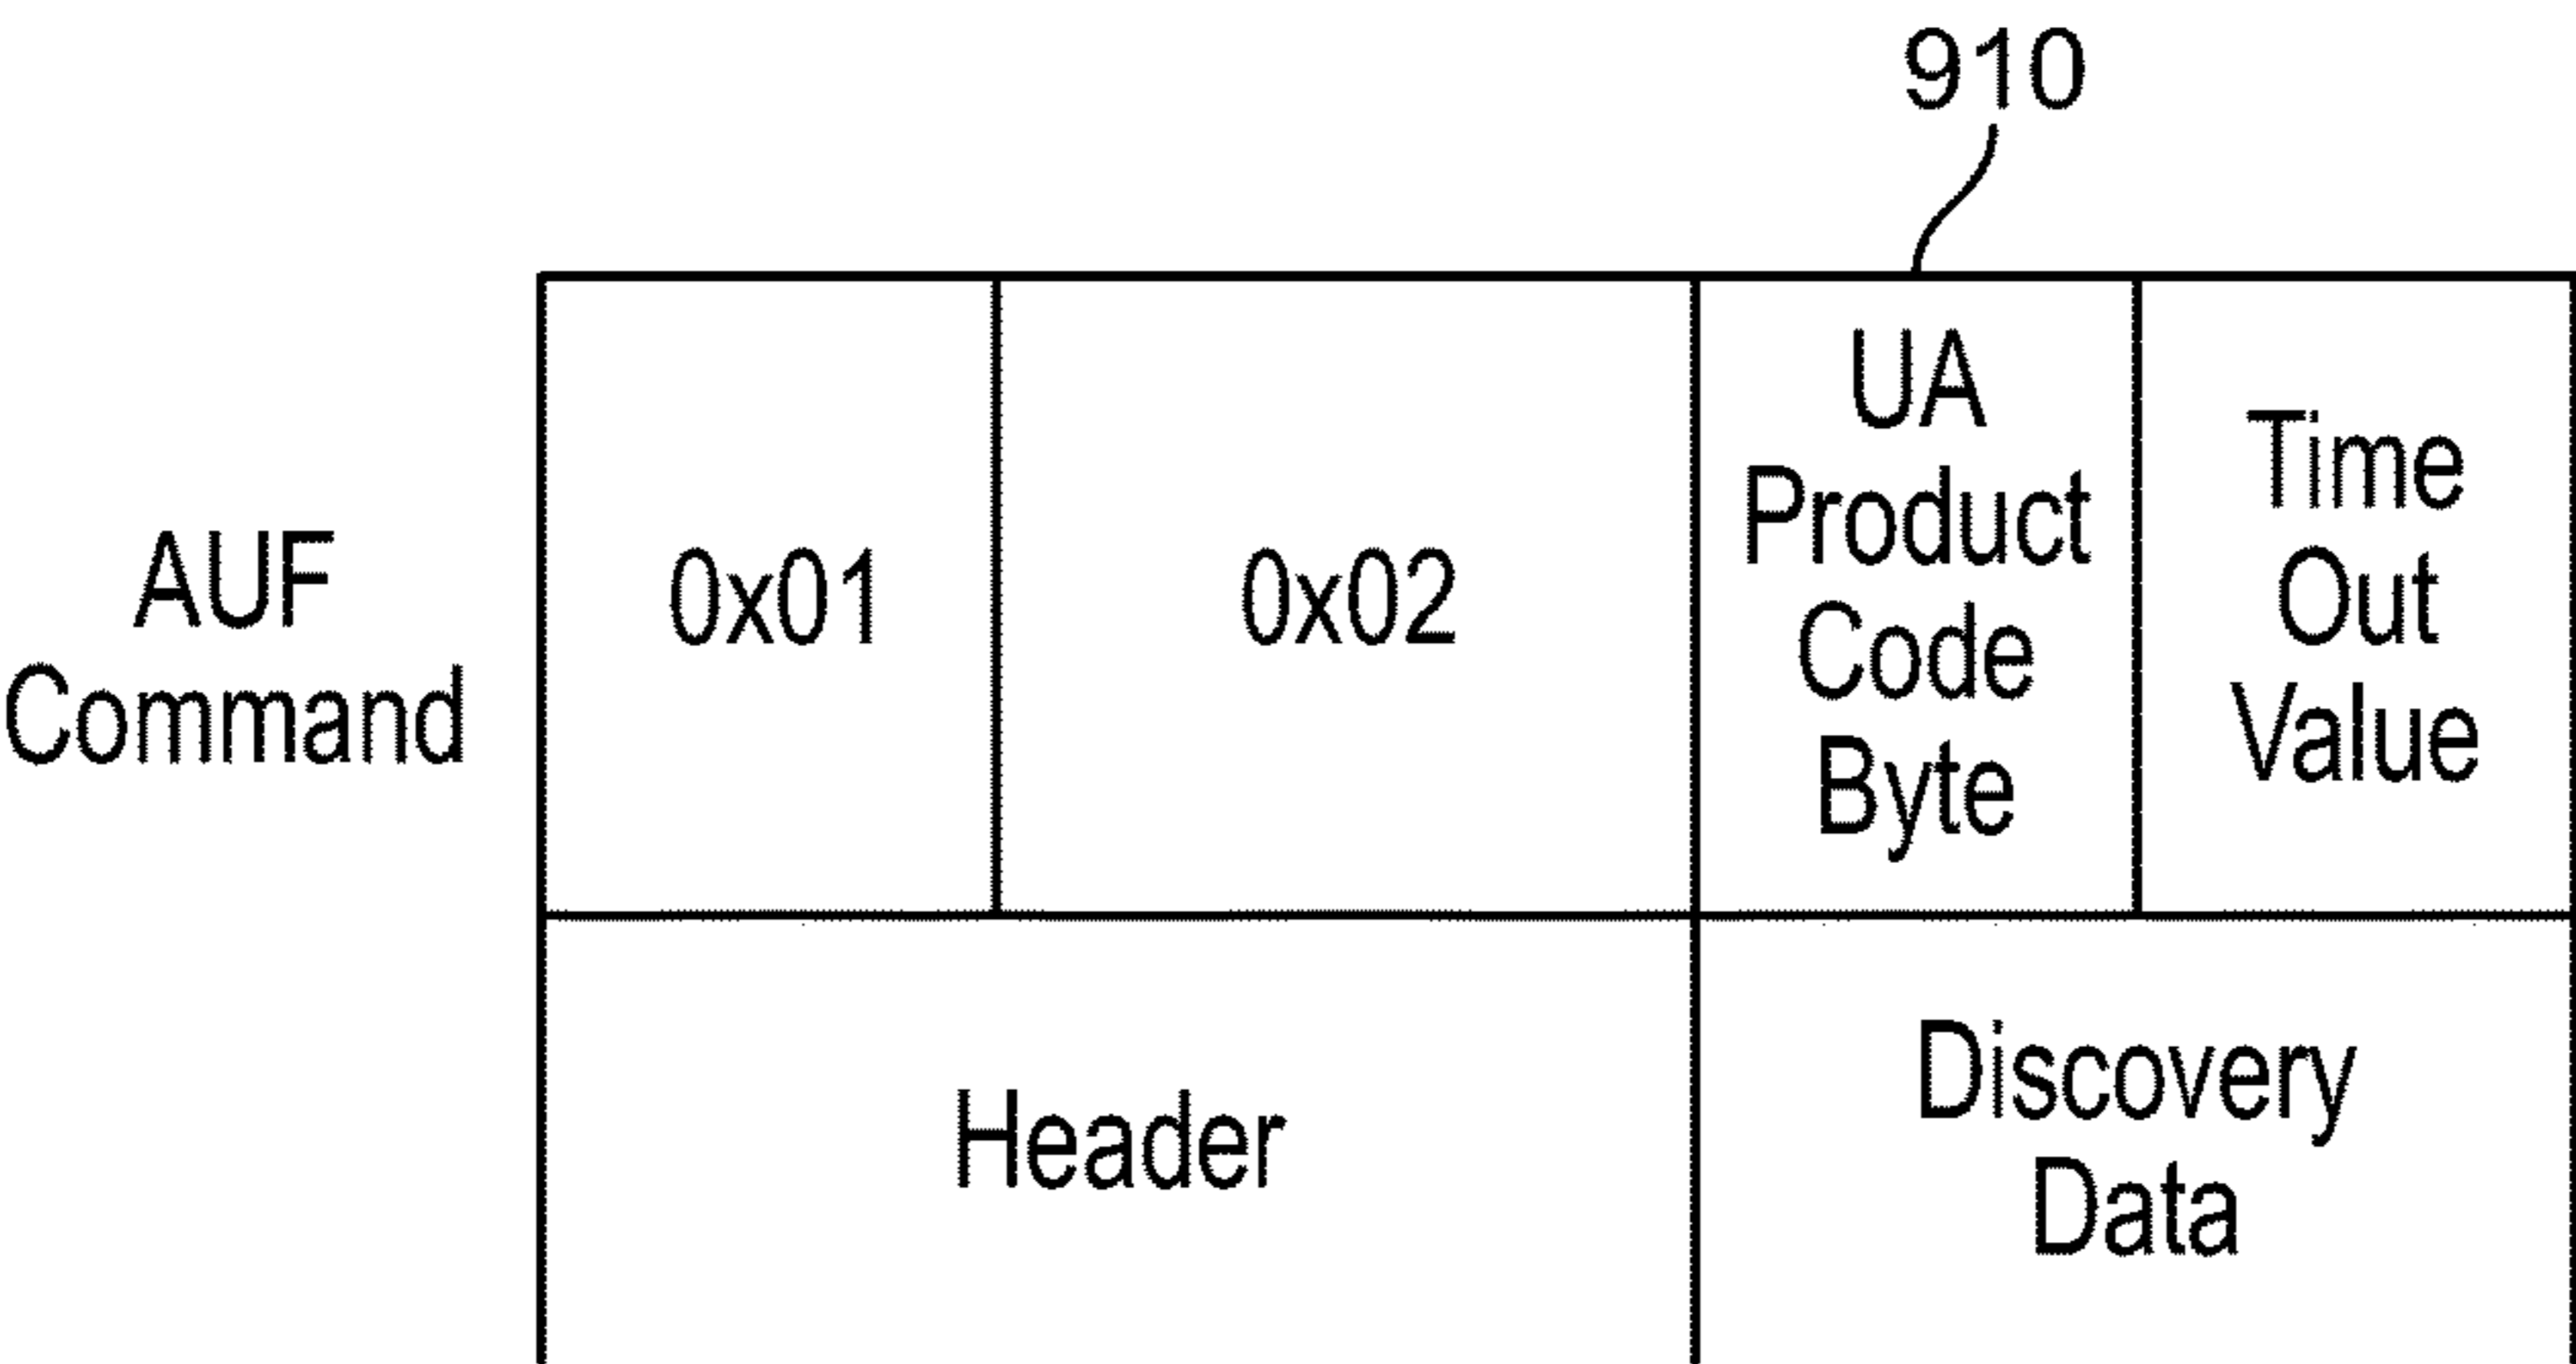 910
AUF
Command
0x01
0x02
UA
Product
Code
Byte
Time
Out
Value
Header
Discovery
Data